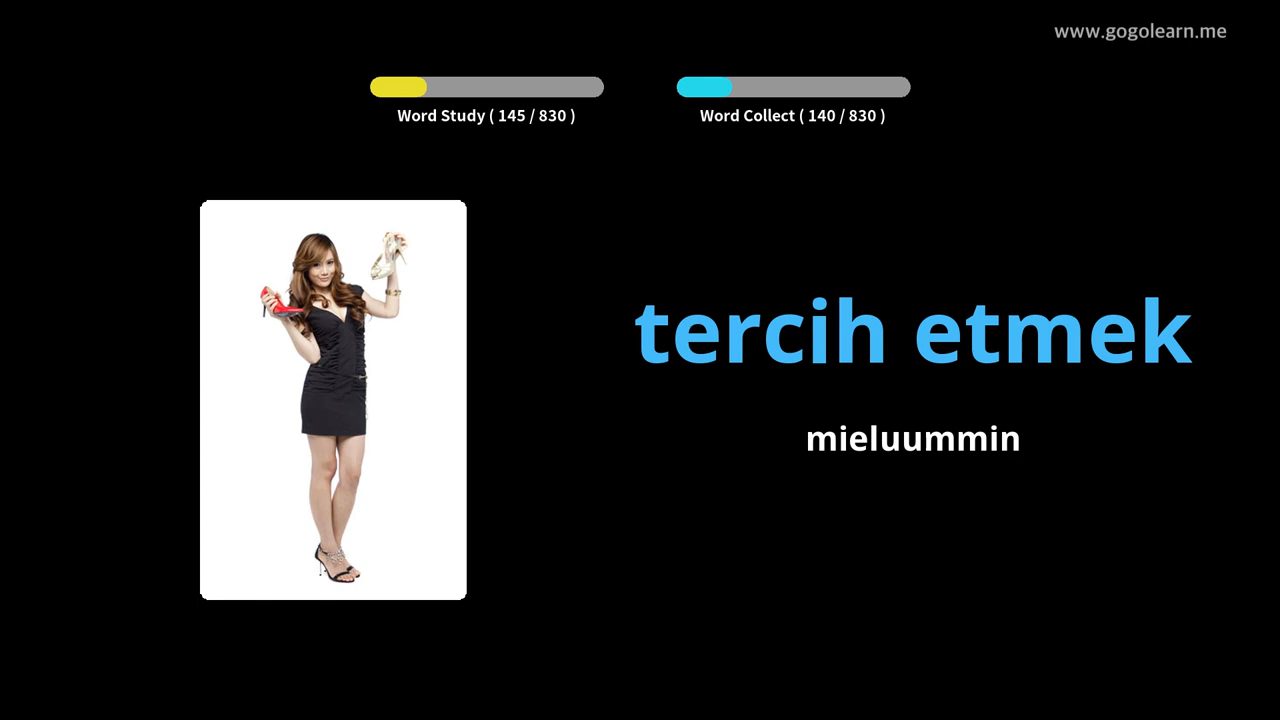 www.gogolearn.me
Word Study ( 145 / 830 )
Word Collect ( 140 / 830 )
tercih etmek
mieluummin